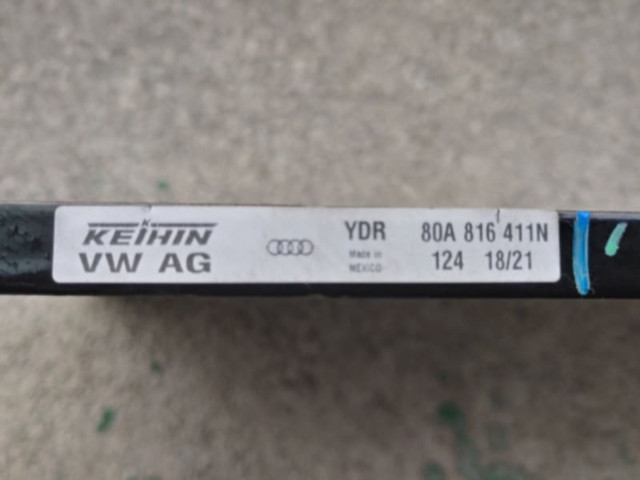 KEIHIN
VW AG
YDR
Made in
MEXICO
80A 816 411N
124 18/21